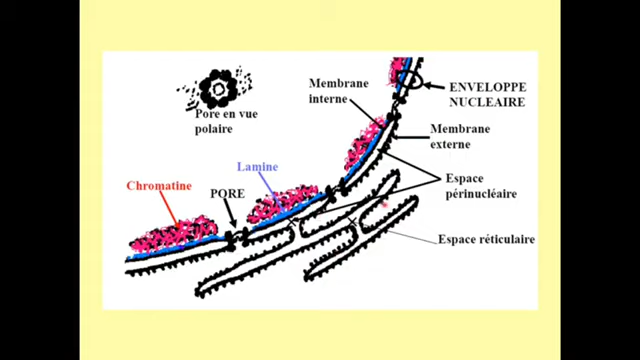 Membrane
interne
ENVELOPPE
NUCLEAIRE
Pore en vue
polaire
Membrane
externe
Lamine
Chromatine
PORE
Espace
périnucléaire
Espace réticulaire